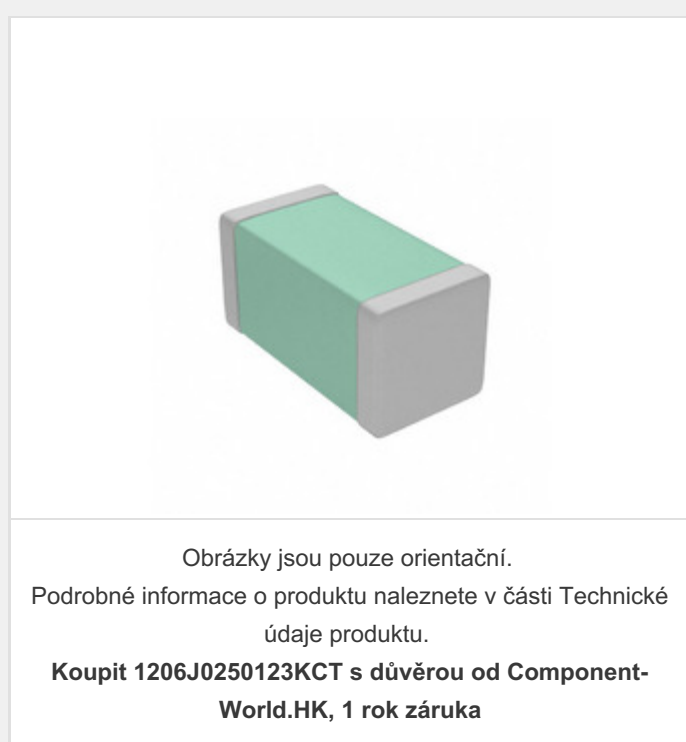 Obrázky jsou pouze orientační.
Podrobné informace o produktu naleznete v části Technické
údaje produktu.
Koupit 1206J0250123KCT s důvěrou od Component-
World.HK, 1 rok záruka